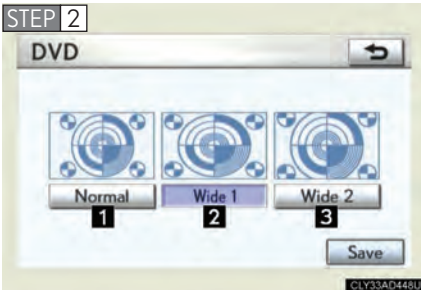 STEP 2
DVD
Normal Wide 1 Wide 2
1 2 3
Save
CLY33AD448U